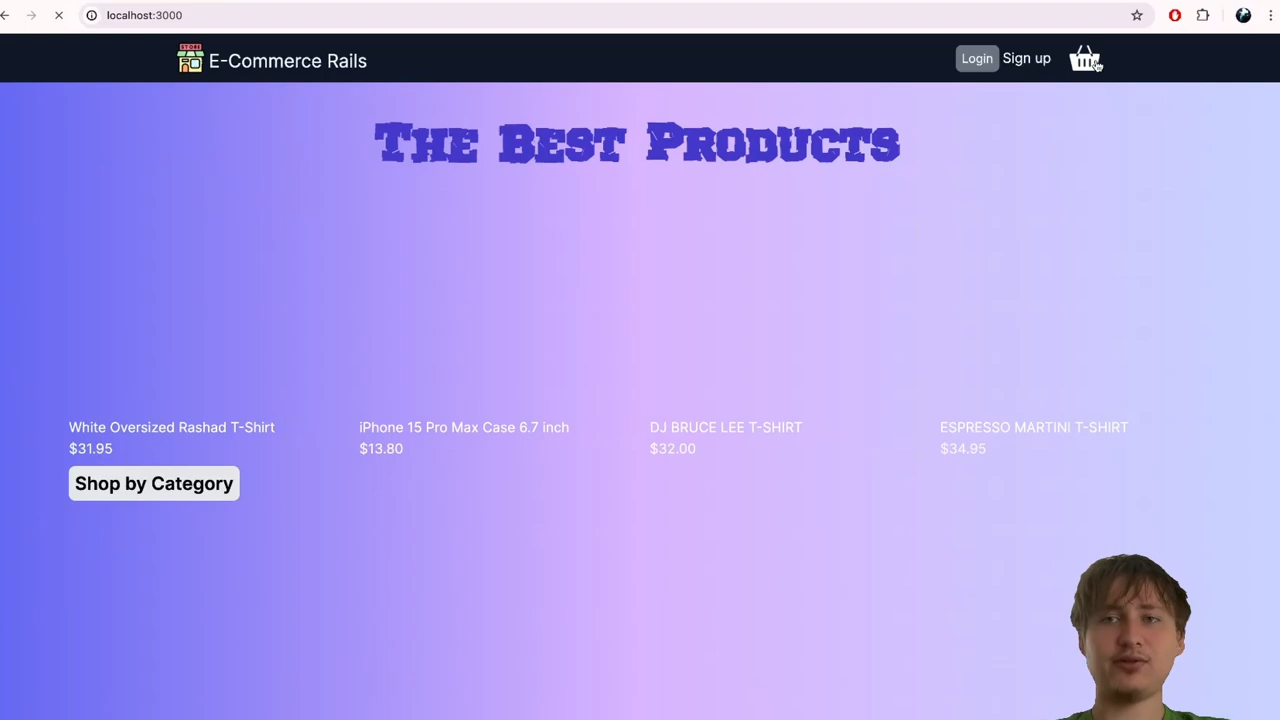 localhost:3000
STORE
E-Commerce Rails
Login
Sign up
The Best Products
White Oversized Rashad T-Shirt
$31.95
iPhone 15 Pro Max Case 6.7 inch
$13.80
DJ BRUCE LEE T-SHIRT
$32.00
ESPRESSO MARTINI T-SHIRT
$34.95
Shop by Category